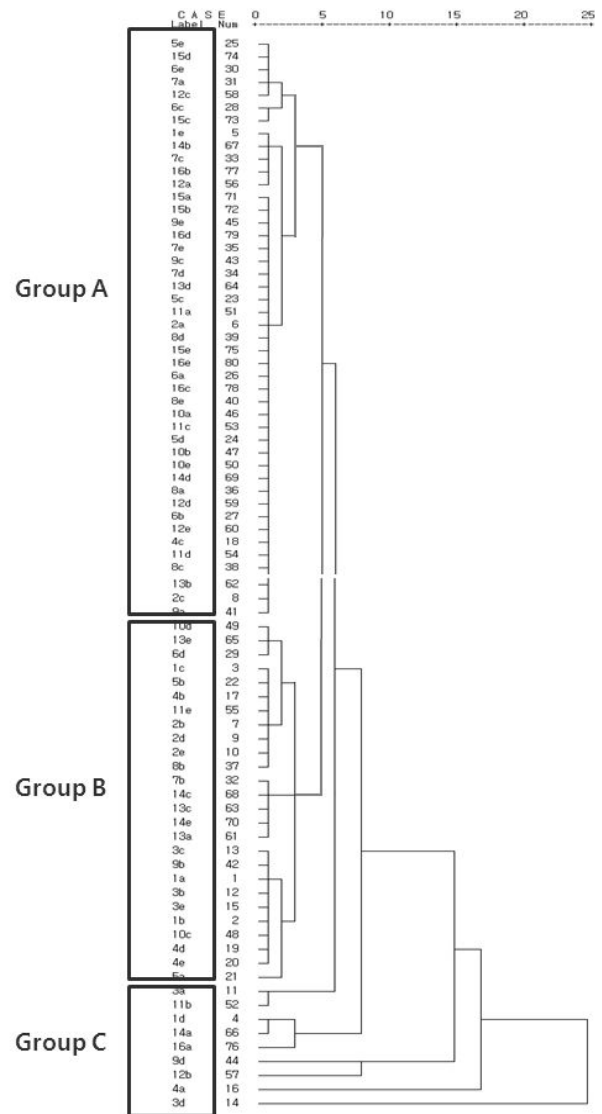 C A S E 0 5 10 15 20 25
Label Num
5e 25
15d 74
6e 30
7a 31
12c 58
6c 28
15c 73
1e 5
14b 67
7c 33
16b 77
12a 56
15a 71
15b 72
9e 45
16d 79
7e 35
9c 43
7d 34
Group A
13d 64
5c 23
11a 51
2a 6
8d 39
15e 75
16e 80
6a 26
16c 78
8e 40
10a 46
11c 53
5d 24
10b 47
10e 50
14d 69
8a 36
12d 59
6b 27
12e 60
4c 18
11d 54
8c 38
13b 62
2c 8
9a 41
10d 49
13e 65
6d 29
1c 3
5b 22
4b 17
11e 55
2b 7
2d 9
2e 10
8b 37
7b 32
Group B
14c 68
13c 63
14e 70
13a 61
3c 13
9b 42
1a 1
3b 12
3e 15
1b 2
10c 48
4d 19
4e 20
5a 21
3a 11
11b 52
1d 4
14a 66
Group C
16a 76
9d 44
12b 57
4a 16
3d 14